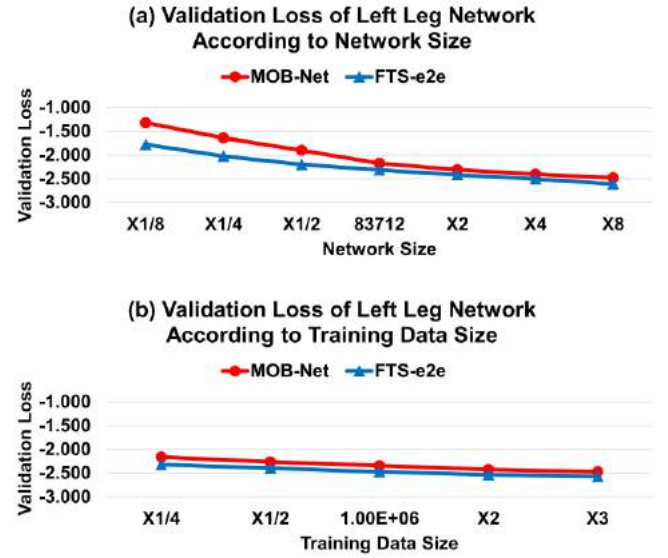 (a) Validation Loss of Left Leg Network
According to Network Size
MOB-Net FTS-e2e
Validation Loss
-1.000
-1.500
-2.000
-2.500
-3.000
X1/8 X1/4 X1/2 83712 X2 X4 X8
Network Size
(b) Validation Loss of Left Leg Network
According to Training Data Size
MOB-Net FTS-e2e
Validation Loss
-1.000
-1.500
-2.000
-2.500
-3.000
X1/4 X1/2 1.00E+06 X2 X3
Training Data Size